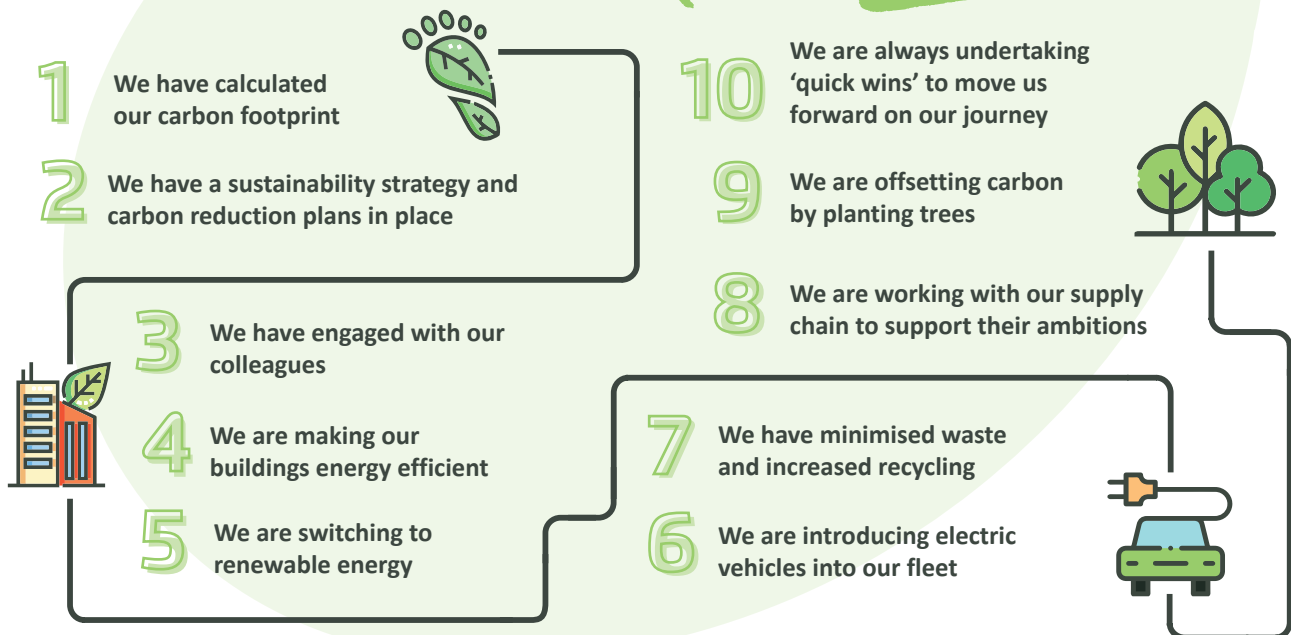 1
We have calculated
our carbon footprint
2
We have a sustainability strategy and
carbon reduction plans in place
3
We have engaged with our
colleagues
4
We are making our
buildings energy efficient
5
We are switching to
renewable energy
6
We are introducing electric
vehicles into our fleet
7
We have minimised waste
and increased recycling
8
We are working with our supply
chain to support their ambitions
9
We are offsetting carbon
by planting trees
10
We are always undertaking
‘quick wins’ to move us
forward on our journey